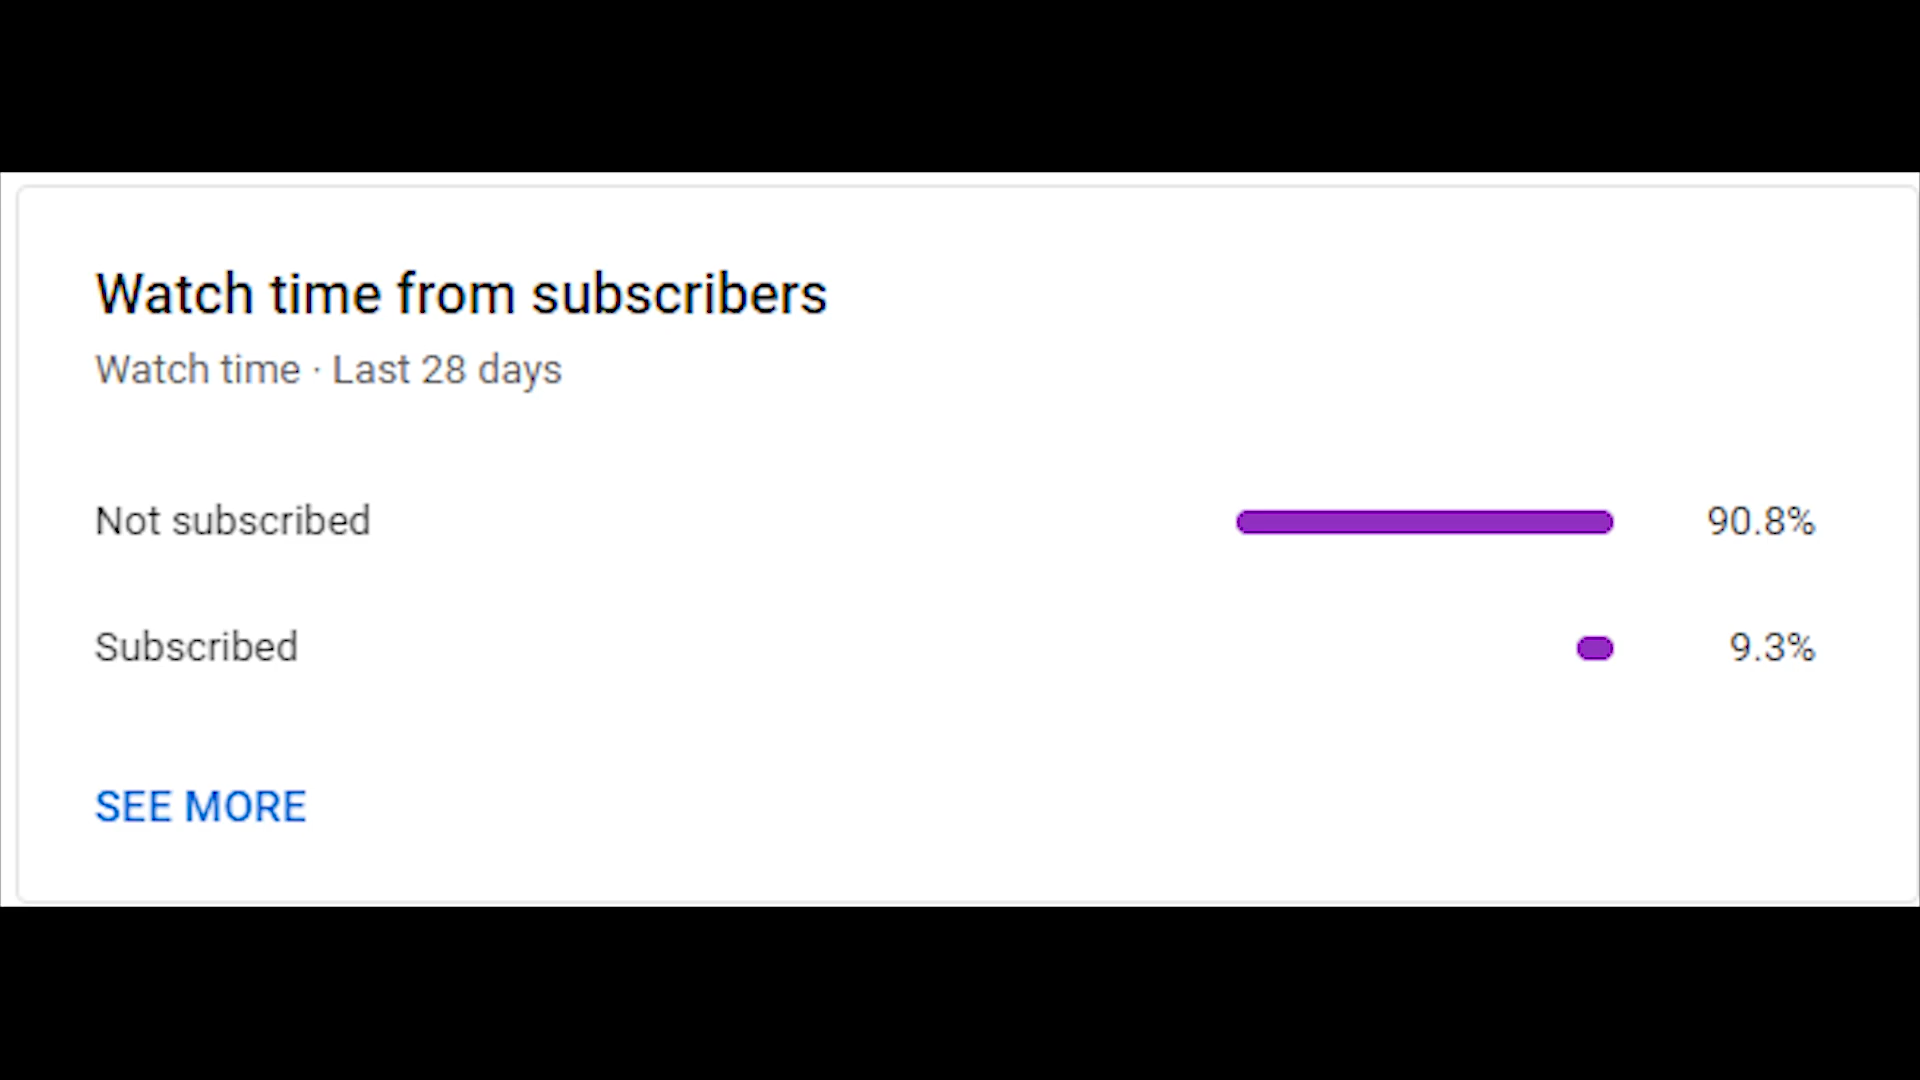 Watch time from subscribers
Watch time · Last 28 days
Not subscribed 90.8%
Subscribed 9.3%
SEE MORE